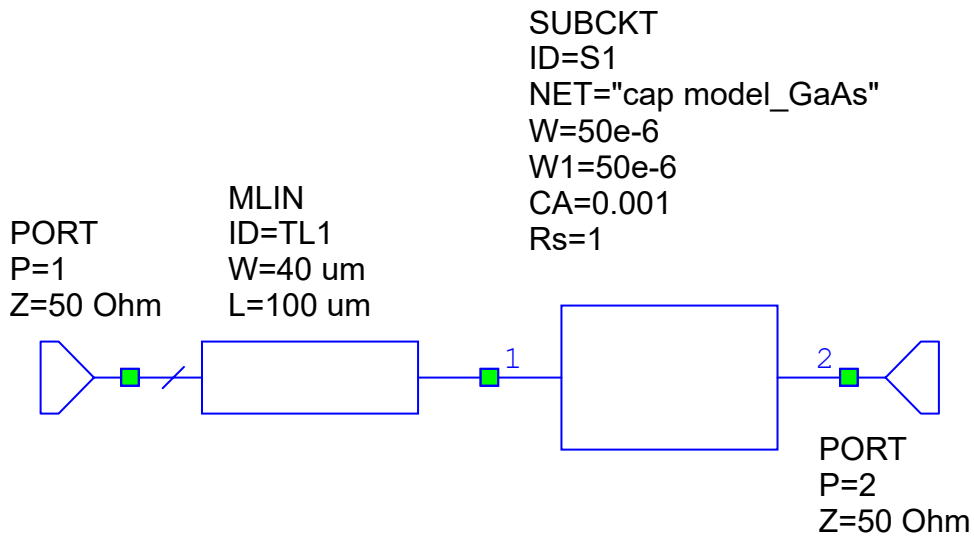 SUBCKT
ID=S1
NET="cap model_GaAs"
W=50e-6
W1=50e-6
CA=0.001
Rs=1
MLIN
ID=TL1
W=40 um
L=100 um
PORT
P=1
Z=50 Ohm
1
2
PORT
P=2
Z=50 Ohm